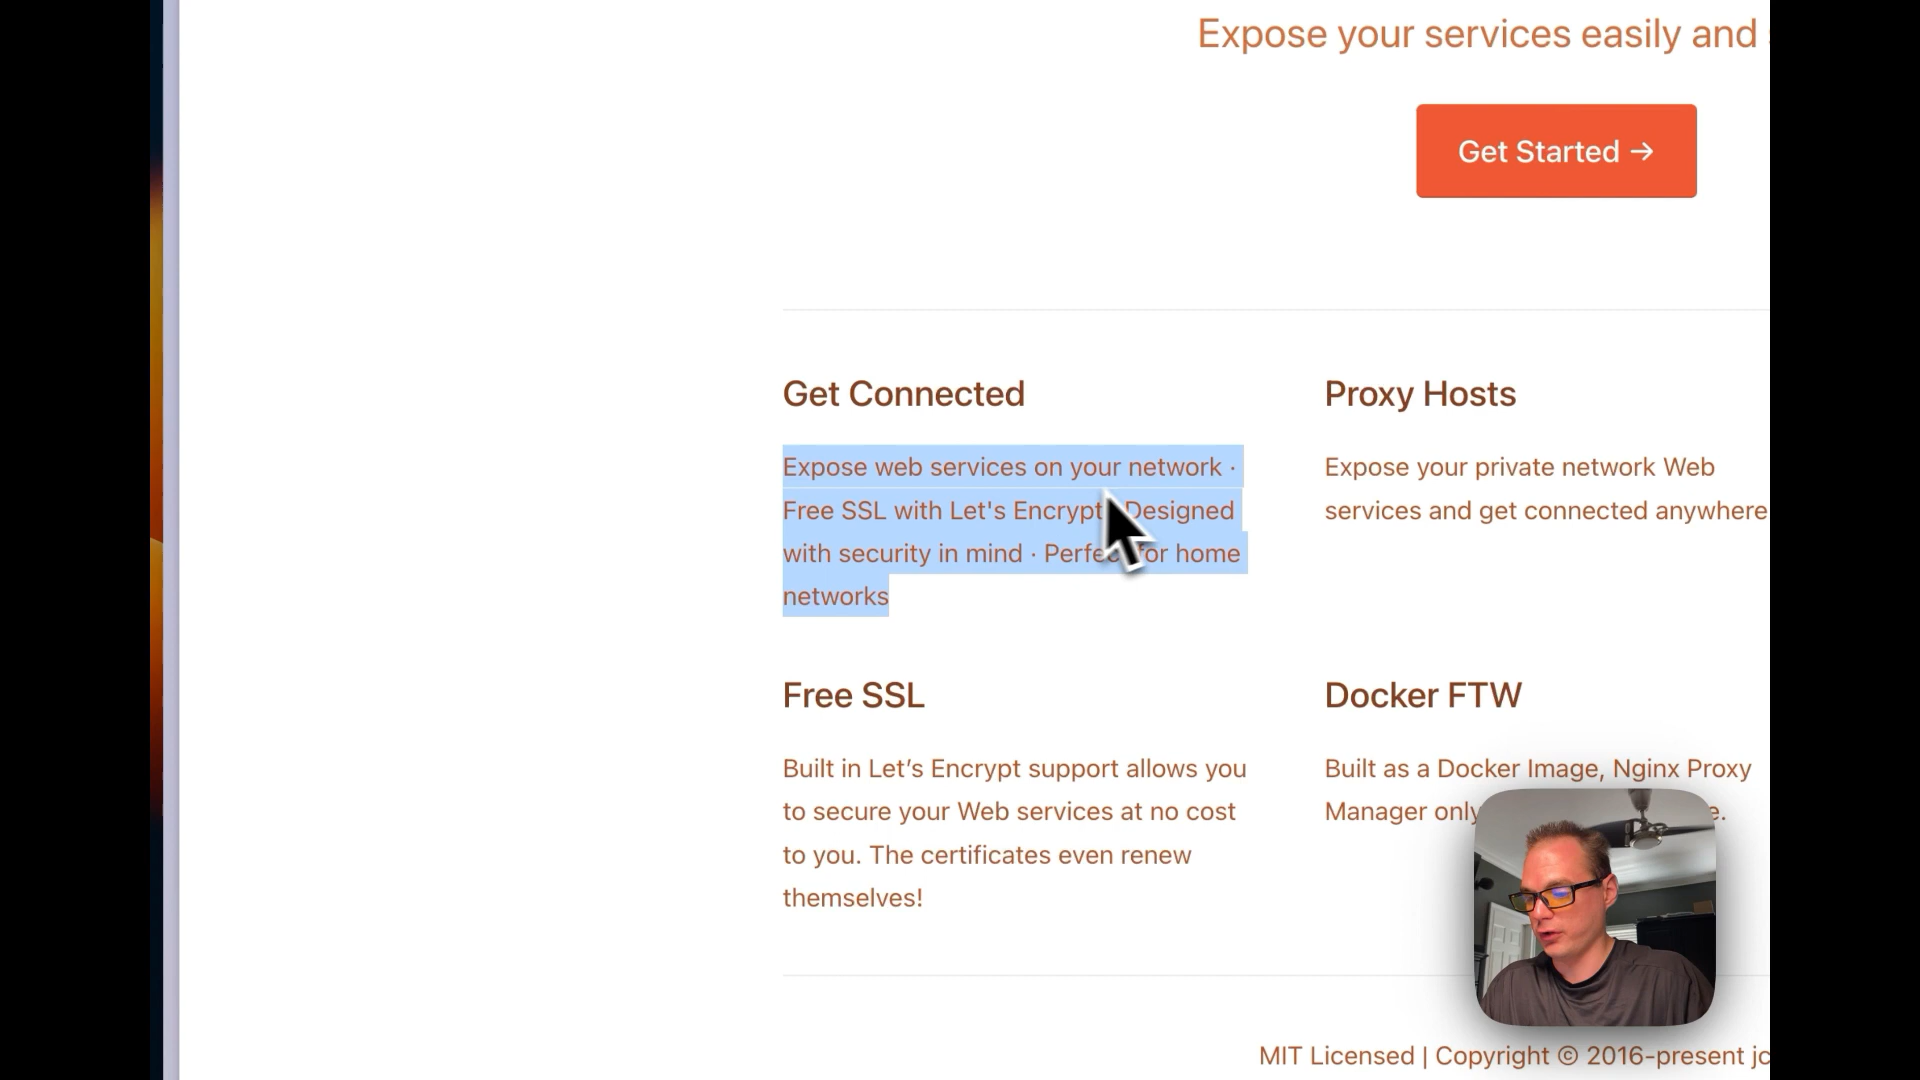 Expose your services easily and
Get Started →
Get Connected
Expose web services on your network ·
Free SSL with Let's Encrypt Designed
with security in mind · Perfect for home
networks
Proxy Hosts
Expose your private network Web
services and get connected anywhere
Free SSL
Built in Let’s Encrypt support allows you
to secure your Web services at no cost
to you. The certificates even renew
themselves!
Docker FTW
Built as a Docker Image, Nginx Proxy
Manager only
MIT Licensed | Copyright © 2016-present jc